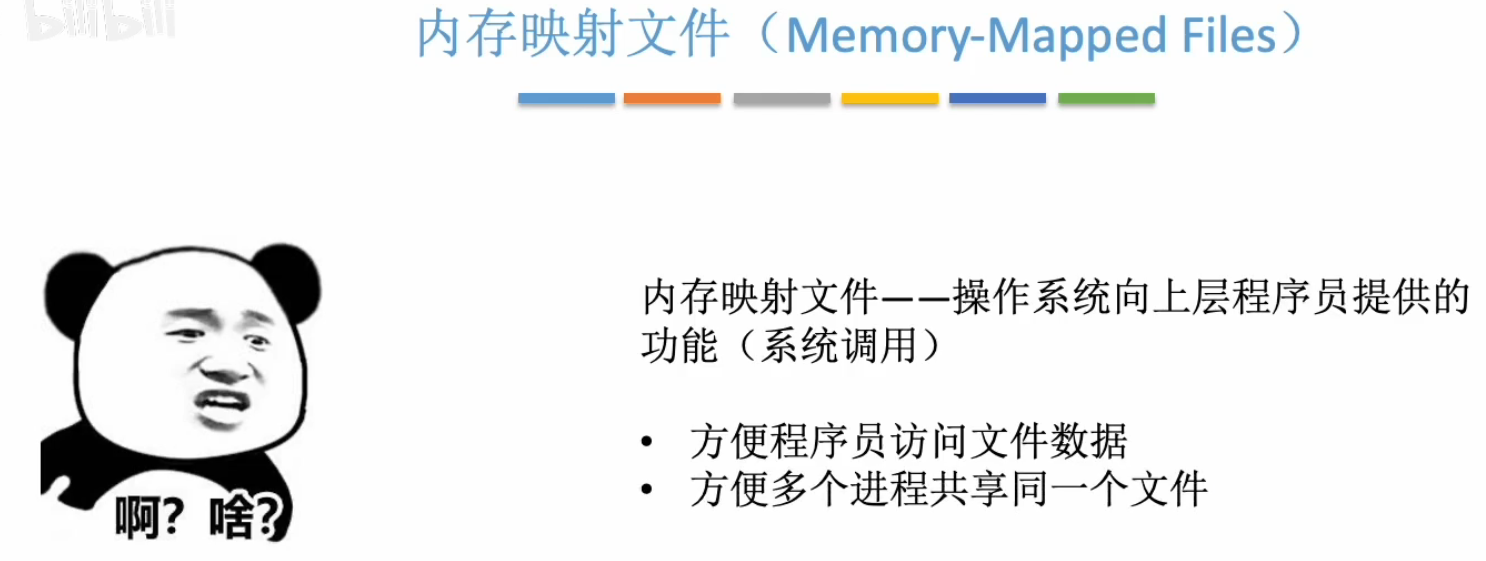 bilibili
内存映射文件（Memory-Mapped Files）
内存映射文件——操作系统向上层程序员提供的
功能（系统调用）
• 方便程序员访问文件数据
• 方便多个进程共享同一个文件
啊？啥？